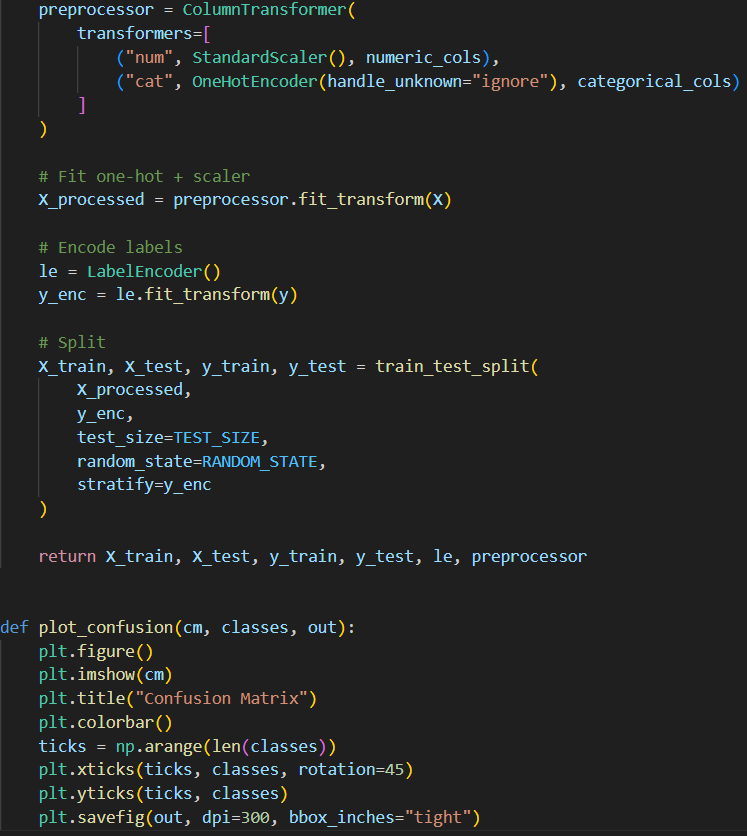 preprocessor = ColumnTransformer(
transformers=[
("num", StandardScaler(), numeric_cols),
("cat", OneHotEncoder(handle_unknown="ignore"), categorical_cols)
]
)
# Fit one-hot + scaler
X_processed = preprocessor.fit_transform(X)
# Encode labels
le = LabelEncoder()
y_enc = le.fit_transform(y)
# Split
X_train, X_test, y_train, y_test = train_test_split(
X_processed,
y_enc,
test_size=TEST_SIZE,
random_state=RANDOM_STATE,
stratify=y_enc
)
return X_train, X_test, y_train, y_test, le, preprocessor
def plot_confusion(cm, classes, out):
plt.figure()
plt.imshow(cm)
plt.title("Confusion Matrix")
plt.colorbar()
ticks = np.arange(len(classes))
plt.xticks(ticks, classes, rotation=45)
plt.yticks(ticks, classes)
plt.savefig(out, dpi=300, bbox_inches="tight")